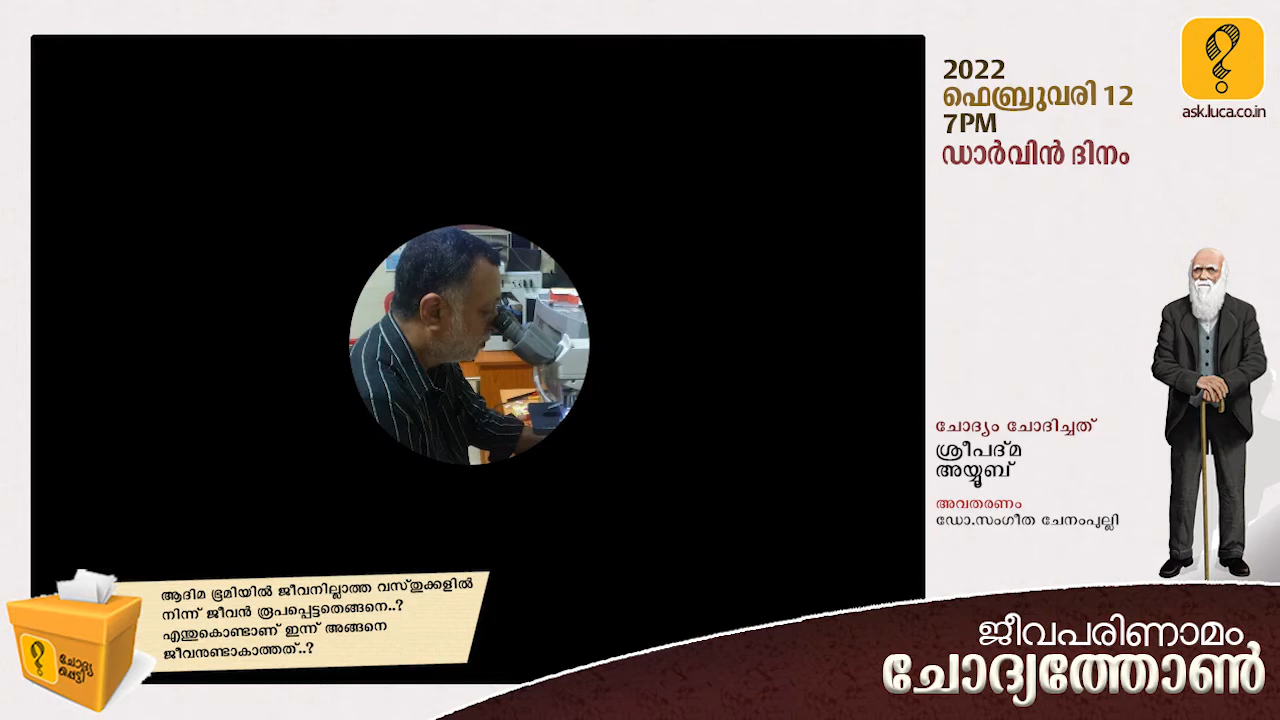 2022
ഫെബ്രുവരി 12
7PM
ഡാർവിൻ ദിനം
ask.luca.co.in
ചോദ്യം ചോദിച്ചത്
ശ്രീപദ്മ
അയ്യൂബ്
അവതരണം
ഡോ.സംഗീത ചേനംപുല്ലി
ആദിമ ഭൂമിയിൽ ജീവനില്ലാത്ത വസ്തുക്കളിൽ
നിന്ന് ജീവൻ രൂപപ്പെട്ടതെങ്ങനെ..?
എന്തുകൊണ്ടാണ് ഇന്ന് അങ്ങനെ
ജീവനുണ്ടാകാത്തത്..?
ചോദ്യ
പ്പെട്ടി
ജീവപരിണാമം
ചോദ്യത്തോൺ